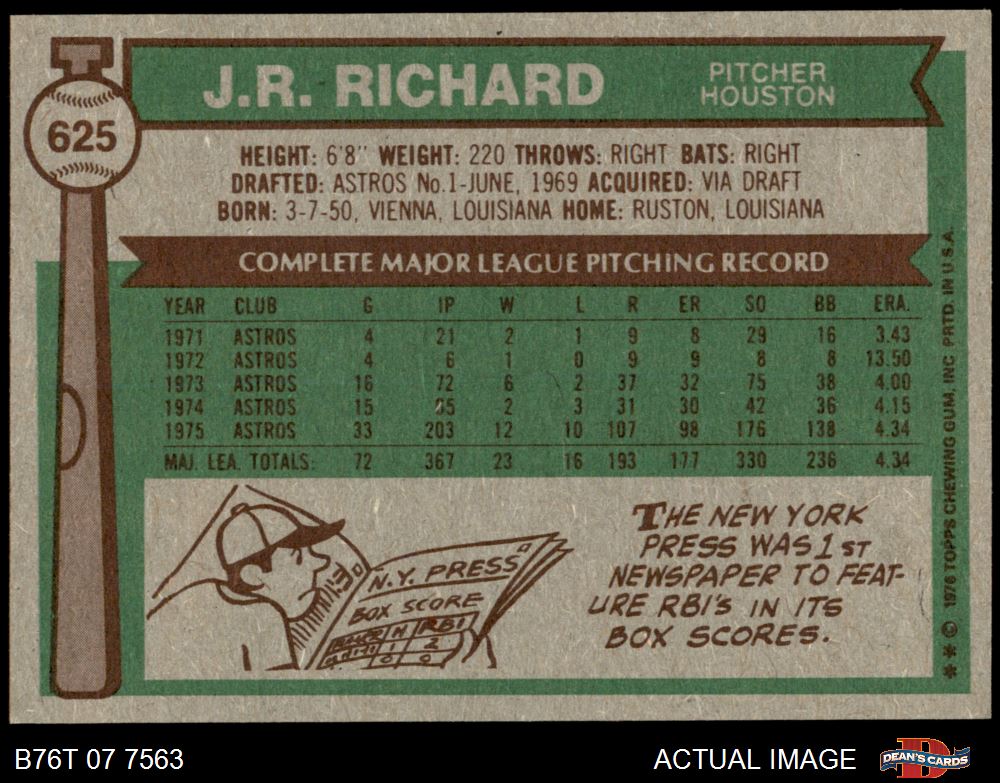 625
J.R. RICHARD
PITCHER
HOUSTON
HEIGHT: 6'8" WEIGHT: 220 THROWS: RIGHT BATS: RIGHT
DRAFTED: ASTROS No.1-JUNE, 1969 ACQUIRED: VIA DRAFT
BORN: 3-7-50, VIENNA, LOUISIANA HOME: RUSTON, LOUISIANA
COMPLETE MAJOR LEAGUE PITCHING RECORD
YEAR CLUB G IP W L R ER SO BB ERA.
1971 ASTROS 4 21 2 1 9 8 29 16 3.43
1972 ASTROS 4 6 1 0 9 9 8 8 13.50
1973 ASTROS 16 72 6 2 37 32 75 38 4.00
1974 ASTROS 15 65 2 3 31 30 42 36 4.15
1975 ASTROS 33 203 12 10 107 98 176 138 4.34
MAJ. LEA. TOTALS: 72 367 23 16 193 177 330 236 4.34
N.Y. PRESS
BOX SCORE
H RBI
1 2
0 0
THE NEW YORK
PRESS WAS 1ST
NEWSPAPER TO FEAT-
URE RBI'S IN ITS
BOX SCORES.
** © 1976 TOPPS CHEWING GUM, INC. PRTD. IN U.S.A.
B76T 07 7563
ACTUAL IMAGE
DEAN'S CARDS